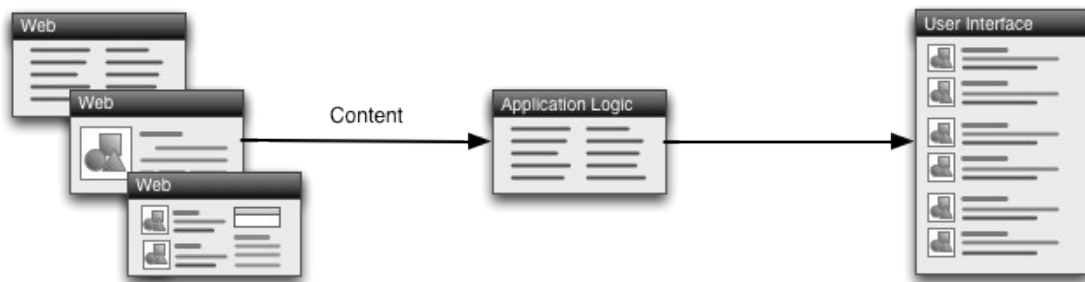 Web
Web
Web
Content
Application Logic
User Interface